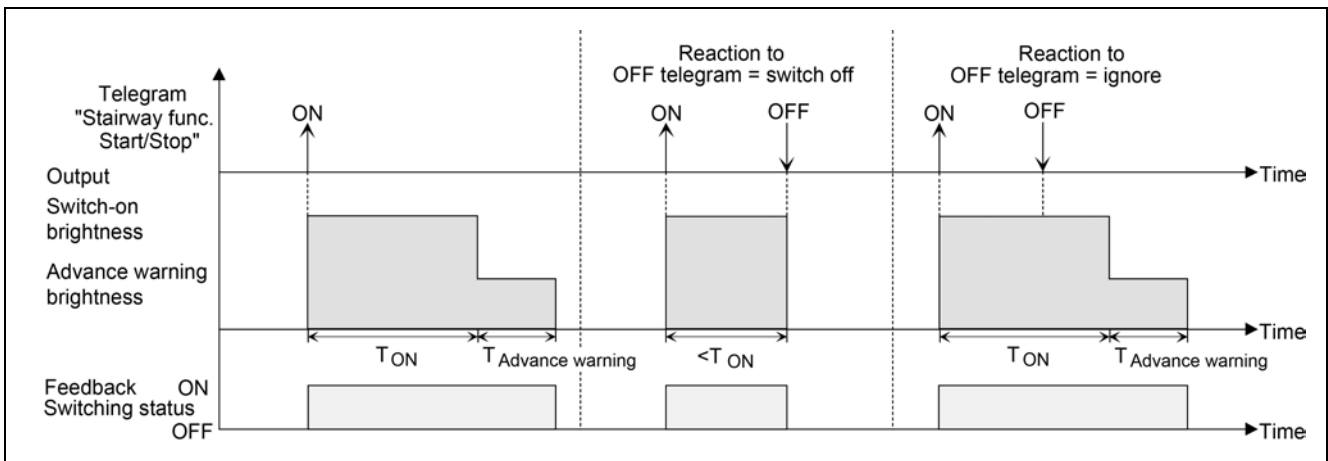 Reaction to
OFF telegram = switch off
Reaction to
OFF telegram = ignore
Telegram
"Stairway func.
Start/Stop"
ON
ON
OFF
ON
OFF
Time
Output
Switch-on
brightness
Advance warning
brightness
Time
T ON
T Advance warning
<T ON
T ON
T Advance warning
Feedback ON
Switching status
OFF
Time